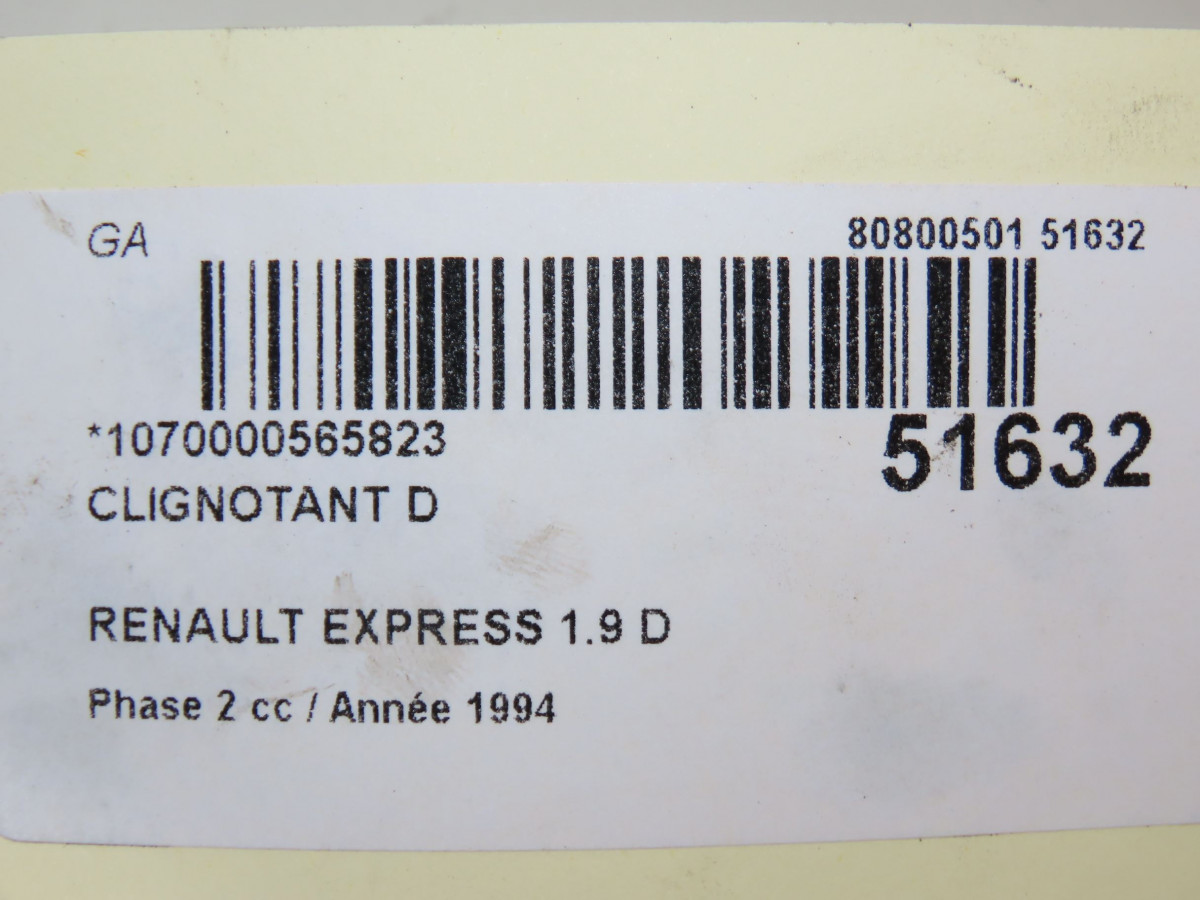 GA
80800501 51632
*1070000565823
51632
CLIGNOTANT D
RENAULT EXPRESS 1.9 D
Phase 2 cc / Année 1994